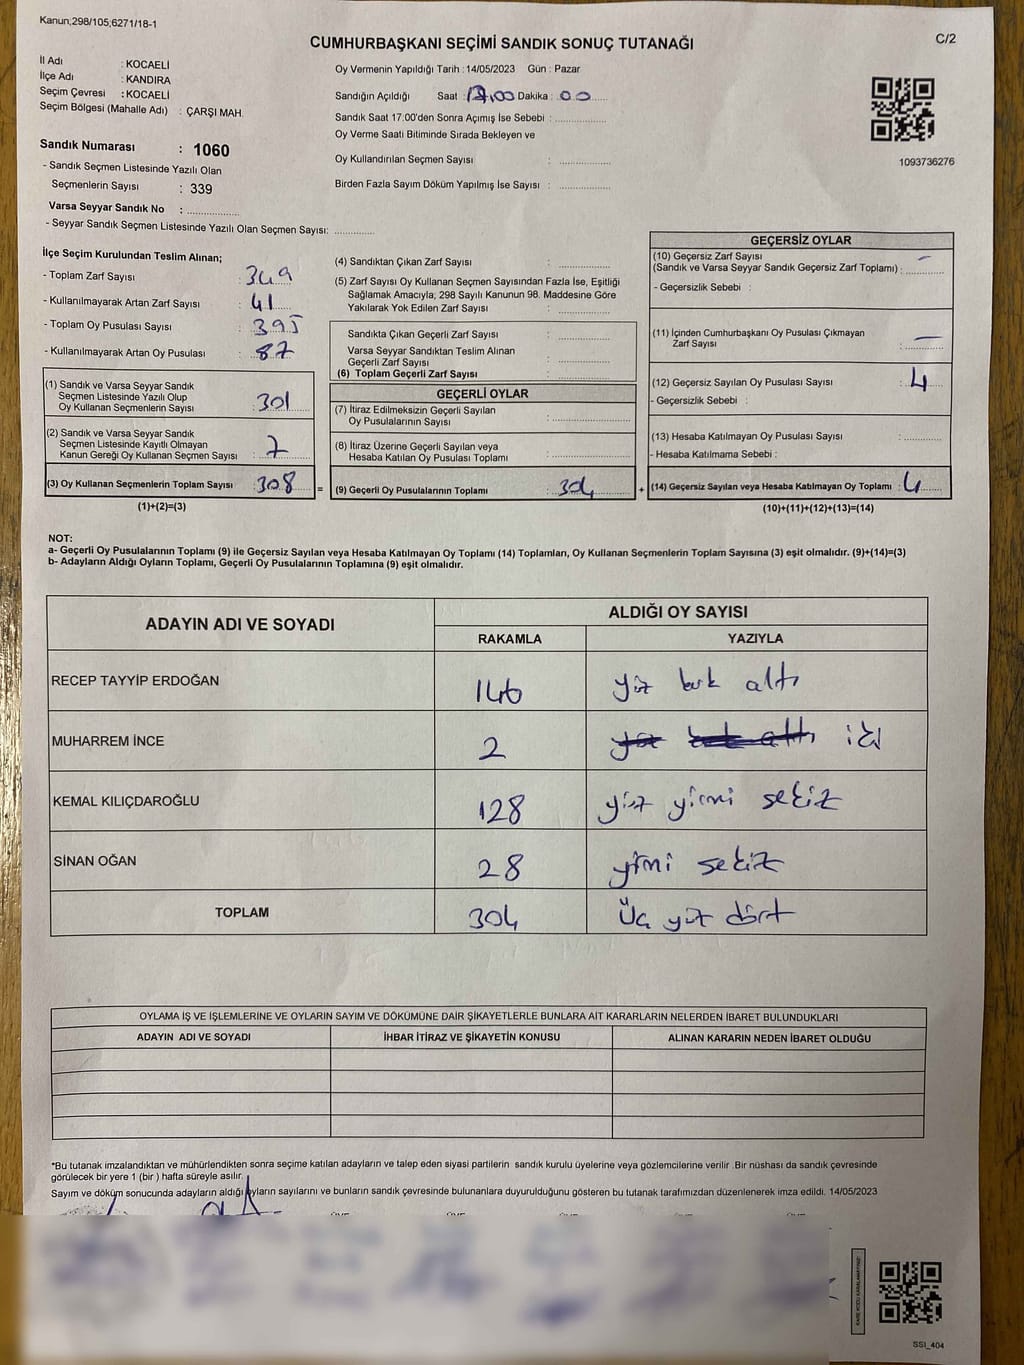 Kanun;298/105;6271/18-1
C/2
CUMHURBAŞKANI SEÇİMİ SANDIK SONUÇ TUTANAĞI
İl Adı : KOCAELİ
İlçe Adı : KANDIRA
Seçim Çevresi : KOCAELİ
Seçim Bölgesi (Mahalle Adı) : ÇARŞI MAH.
Sandık Numarası : 1060
- Sandık Seçmen Listesinde Yazılı Olan
Seçmenlerin Sayısı : 339
Varsa Seyyar Sandık No :
- Seyyar Sandık Seçmen Listesinde Yazılı Olan Seçmen Sayısı:
Oy Vermenin Yapıldığı Tarih : 14/05/2023 Gün : Pazar
Sandığın Açıldığı Saat : 17,00 Dakika : 00
Sandık Saat 17:00'den Sonra Açımış İse Sebebi :
Oy Verme Saati Bitiminde Sırada Bekleyen ve
Oy Kullandırılan Seçmen Sayısı :
Birden Fazla Sayım Döküm Yapılmış İse Sayısı :
1093736276
İlçe Seçim Kurulundan Teslim Alınan;
- Toplam Zarf Sayısı : 349
- Kullanılmayarak Artan Zarf Sayısı : 41
- Toplam Oy Pusulası Sayısı : 395
- Kullanılmayarak Artan Oy Pusulası : 87
(1) Sandık ve Varsa Seyyar Sandık
Seçmen Listesinde Yazılı Olup
Oy Kullanan Seçmenlerin Sayısı : 301
(2) Sandık ve Varsa Seyyar Sandık
Seçmen Listesinde Kayıtlı Olmayan
Kanun Gereği Oy Kullanan Seçmen Sayısı : 7
(3) Oy Kullanan Seçmenlerin Toplam Sayısı : 308 =
(1)+(2)=(3)
(4) Sandıktan Çıkan Zarf Sayısı :
(5) Zarf Sayısı Oy Kullanan Seçmen Sayısından Fazla İse, Eşitliği
Sağlamak Amacıyla; 298 Sayılı Kanunun 98. Maddesine Göre
Yakılarak Yok Edilen Zarf Sayısı :
Sandıkta Çıkan Geçerli Zarf Sayısı :
Varsa Seyyar Sandıktan Teslim Alınan
Geçerli Zarf Sayısı :
(6) Toplam Geçerli Zarf Sayısı :
GEÇERLİ OYLAR
(7) İtiraz Edilmeksizin Geçerli Sayılan
Oy Pusulalarının Sayısı :
(8) İtiraz Üzerine Geçerli Sayılan veya
Hesaba Katılan Oy Pusulası Toplamı :
(9) Geçerli Oy Pusulalarının Toplamı : 304 +
GEÇERSİZ OYLAR
(10) Geçersiz Zarf Sayısı –
(Sandık ve Varsa Seyyar Sandık Geçersiz Zarf Toplamı) :
- Geçersizlik Sebebi :
(11) İçinden Cumhurbaşkanı Oy Pusulası Çıkmayan
Zarf Sayısı : –
(12) Geçersiz Sayılan Oy Pusulası Sayısı : 4
- Geçersizlik Sebebi :
(13) Hesaba Katılmayan Oy Pusulası Sayısı :
- Hesaba Katılmama Sebebi :
(14) Geçersiz Sayılan veya Hesaba Katılmayan Oy Toplamı : 4
(10)+(11)+(12)+(13)=(14)
NOT:
a- Geçerli Oy Pusulalarının Toplamı (9) ile Geçersiz Sayılan veya Hesaba Katılmayan Oy Toplamı (14) Toplamları, Oy Kullanan Seçmenlerin Toplam Sayısına (3) eşit olmalıdır. (9)+(14)=(3)
b- Adayların Aldığı Oyların Toplamı, Geçerli Oy Pusulalarının Toplamına (9) eşit olmalıdır.
ADAYIN ADI VE SOYADI ALDIĞI OY SAYISI
RAKAMLA YAZIYLA
RECEP TAYYİP ERDOĞAN 146 yüz kırk altı
MUHARREM İNCE 2 yüz kırk altı iki
KEMAL KILIÇDAROĞLU 128 yüz yirmi sekiz
SİNAN OĞAN 28 yirmi sekiz
TOPLAM 304 Üç yüz dört
OYLAMA İŞ VE İŞLEMLERİNE VE OYLARIN SAYIM VE DÖKÜMÜNE DAİR ŞİKAYETLERLE BUNLARA AİT KARARLARIN NELERDEN İBARET BULUNDUKLARI
ADAYIN ADI VE SOYADI İHBAR İTİRAZ VE ŞİKAYETİN KONUSU ALINAN KARARIN NEDEN İBARET OLDUĞU
*Bu tutanak imzalandıktan ve mühürlendikten sonra seçime katılan adayların ve talep eden siyasi partilerin sandık kurulu üyelerine veya gözlemcilerine verilir .Bir nüshası da sandık çevresinde
görülecek bir yere 1 (bir ) hafta süreyle asılır.
Sayım ve döküm sonucunda adayların aldığı oyların sayılarını ve bunların sandık çevresinde bulunanlara duyurulduğunu gösteren bu tutanak tarafımızdan düzenlenerek imza edildi. 14/05/2023
SSI_404